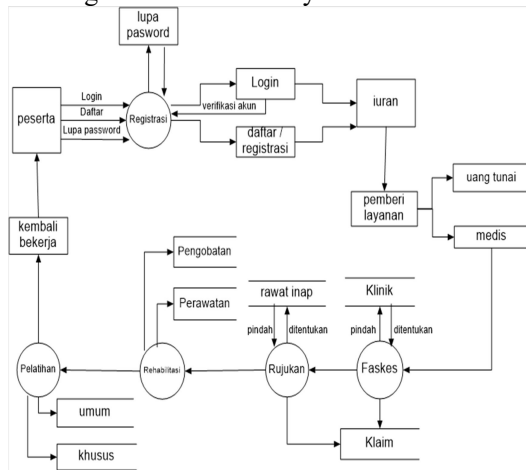 lupa
pasword
Login
Daftar
Lupa password
peserta
Registrasi
Login
verifikasi akun
daftar /
registrasi
iuran
pemberi
layanan
uang tunai
medis
kembali
bekerja
Pengobatan
Perawatan
rawat inap
Klinik
pindah
ditentukan
pindah
ditentukan
Pelatihan
Rehabilitasi
Rujukan
Faskes
umum
khusus
Klaim